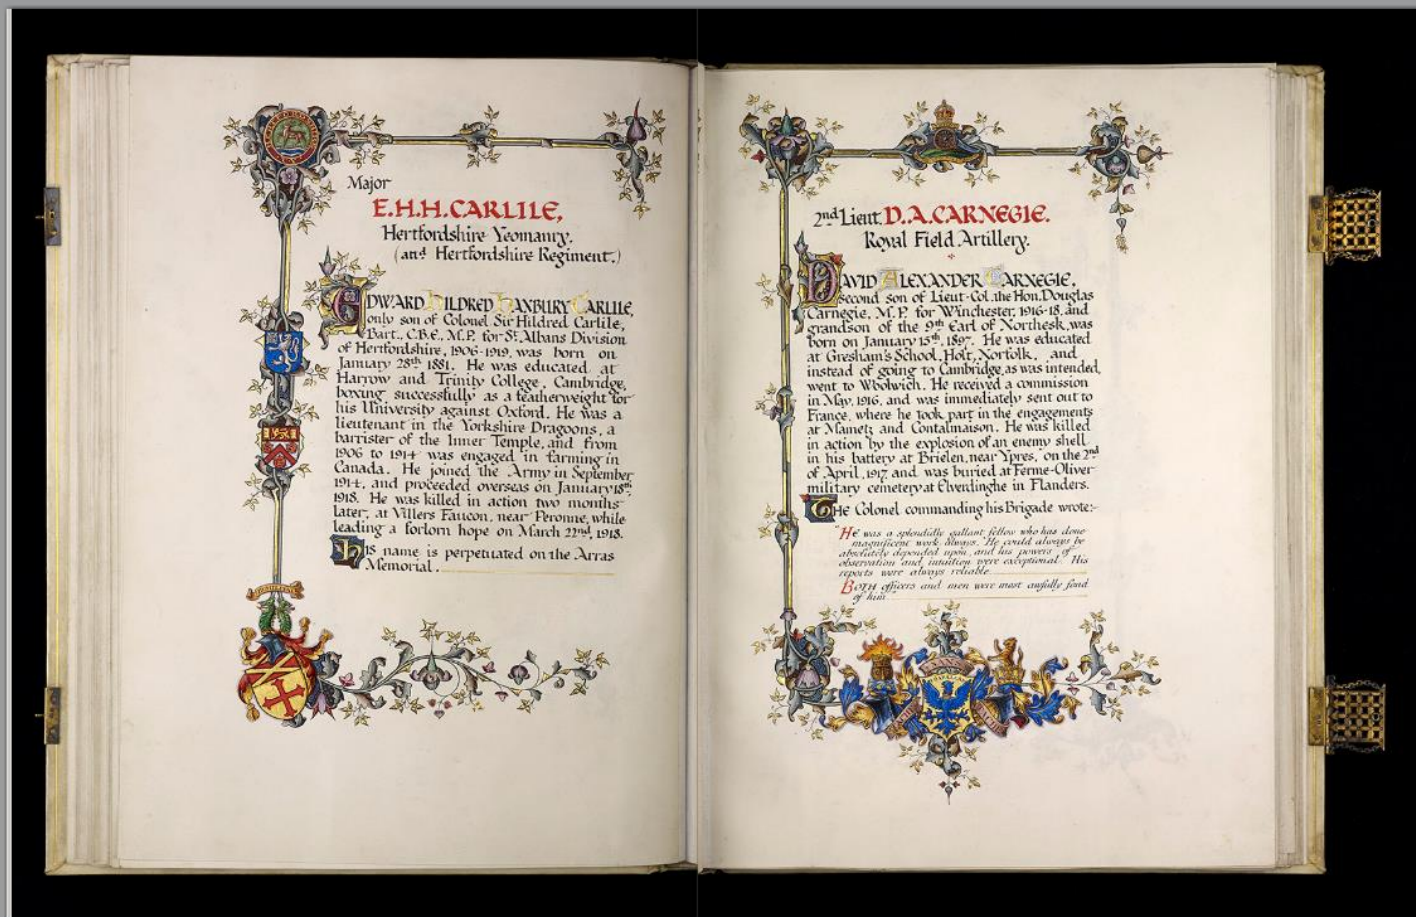 Major
E.H.H. CARLILE,
Hertfordshire Yeomanry.
(and Hertfordshire Regiment.)
EDWARD HILDRED HANBURY CARLILE,
only son of Colonel Sir Hildred Carlile,
Bart., C.B.E., M.P. for St. Albans Division
of Hertfordshire, 1906-1919, was born on
January 28th 1881. He was educated at
Harrow and Trinity College, Cambridge,
boxing successfully as a featherweight for
his University against Oxford. He was a
lieutenant in the Yorkshire Dragoons, a
barrister of the Inner Temple, and from
1906 to 1914 was engaged in farming in
Canada. He joined the Army in September
1914, and proceeded overseas on January 18th,
1918. He was killed in action two months
later, at Villers Faucon, near Peronne, while
leading a forlorn hope on March 22nd, 1918.
His name is perpetuated on the Arras
Memorial.
2nd Lieut. D.A. CARNEGIE.
Royal Field Artillery.
DAVID ALEXANDER CARNEGIE,
second son of Lieut-Col. the Hon. Douglas
Carnegie, M.P. for Winchester, 1916-18, and
grandson of the 9th Earl of Northesk, was
born on January 15th, 1897. He was educated
at Gresham's School, Holt, Norfolk, and
instead of going to Cambridge, as was intended,
went to Woolwich. He received a commission
in May, 1916, and was immediately sent out to
France, where he took part in the engagements
at Mametz and Contalmaison. He was killed
in action by the explosion of an enemy shell
in his battery at Brielen, near Ypres, on the 2nd
of April, 1917, and was buried at Ferme-Olivier
military cemetery at Elverdinghe in Flanders.
THE Colonel commanding his Brigade wrote:-
"He was a splendidly gallant fellow who has done
magnificent work always. He could always be
absolutely depended upon, and his powers of
observation and intuition were exceptional. His
reports were always reliable.
BOTH officers and men were most awfully fond
of him"